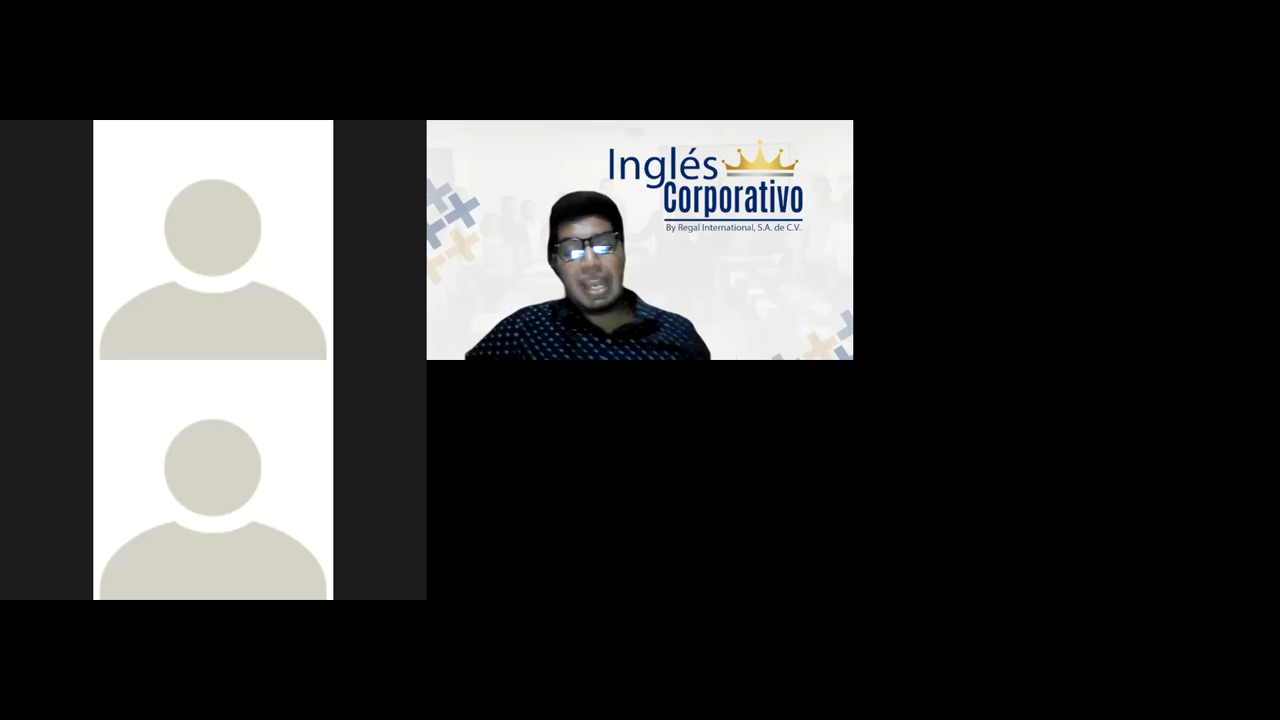 Inglés
Corporativo
By Regal International, S.A. de C.V.